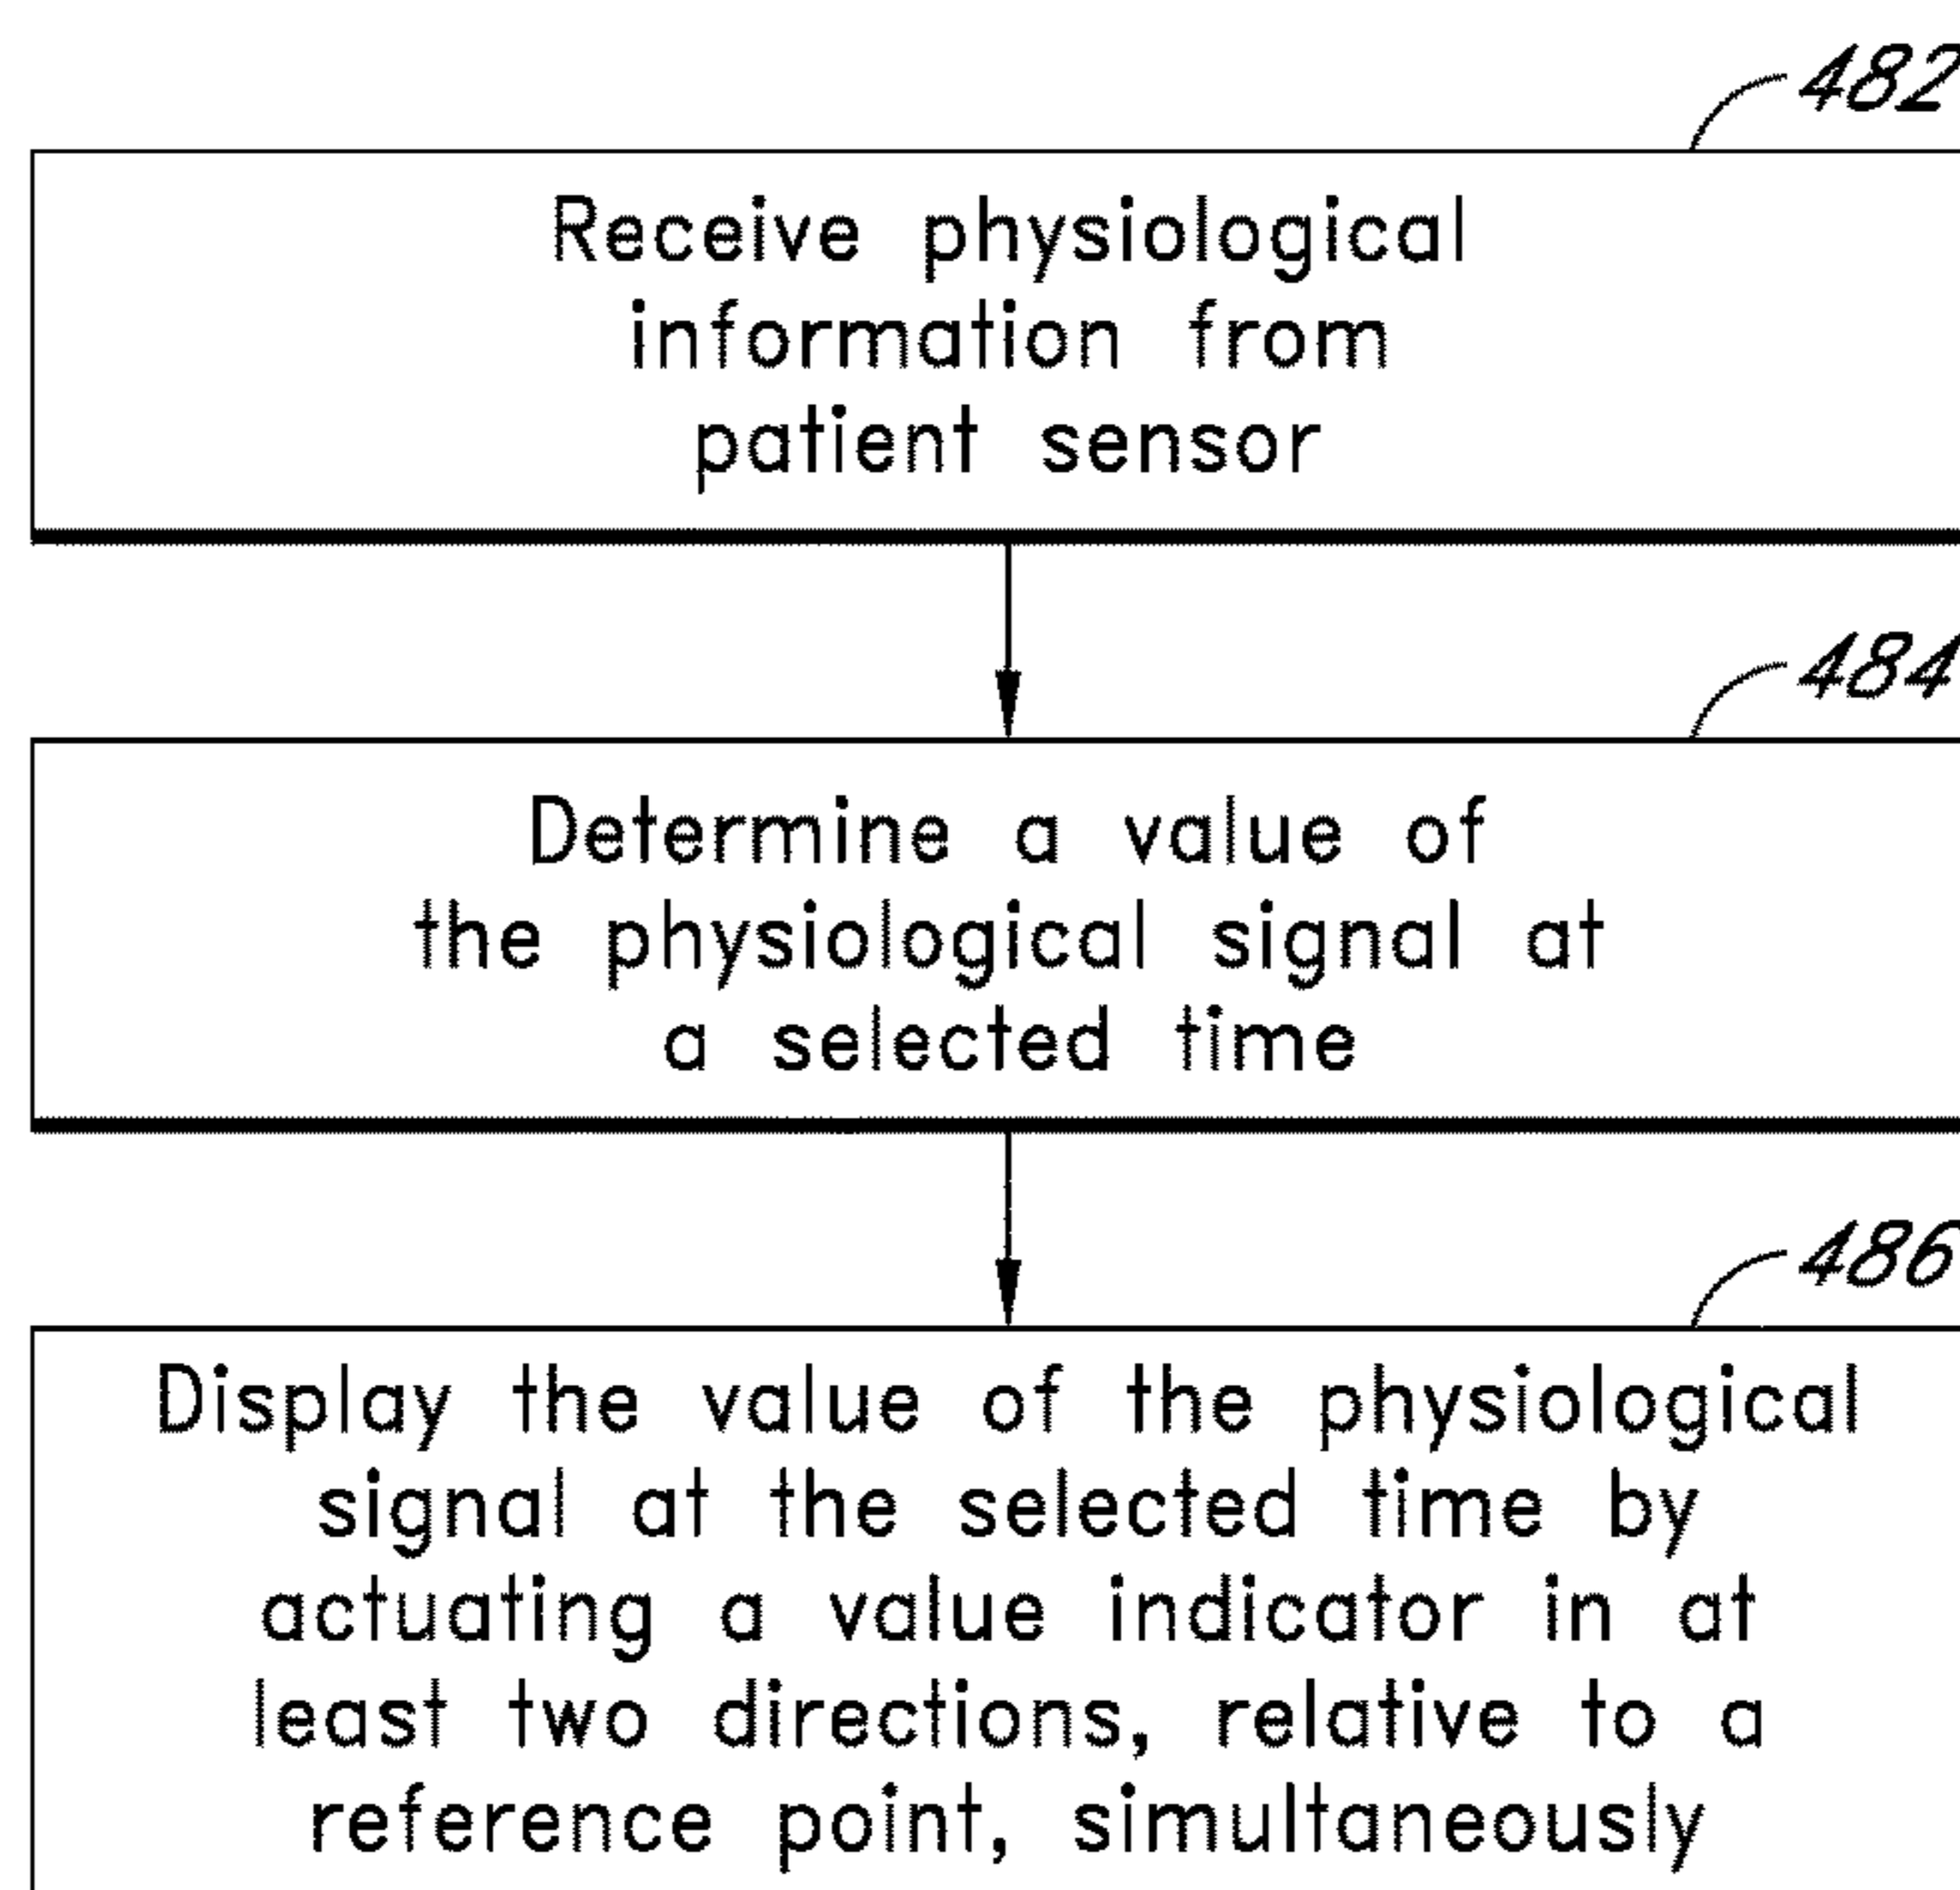 482
Receive physiological
information from
patient sensor
484
Determine a value of
the physiological signal at
a selected time
486
Display the value of the physiological
signal at the selected time by
actuating a value indicator in at
least two directions, relative to a
reference point, simultaneously